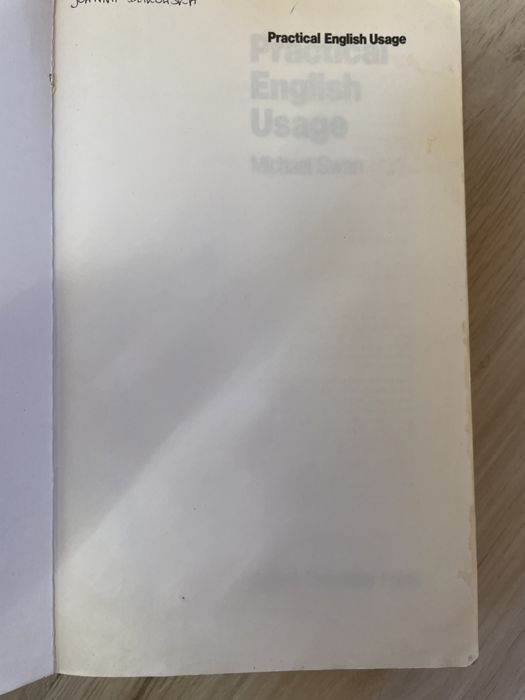 Practical English Usage
Practical
English
Usage
Michael Swan